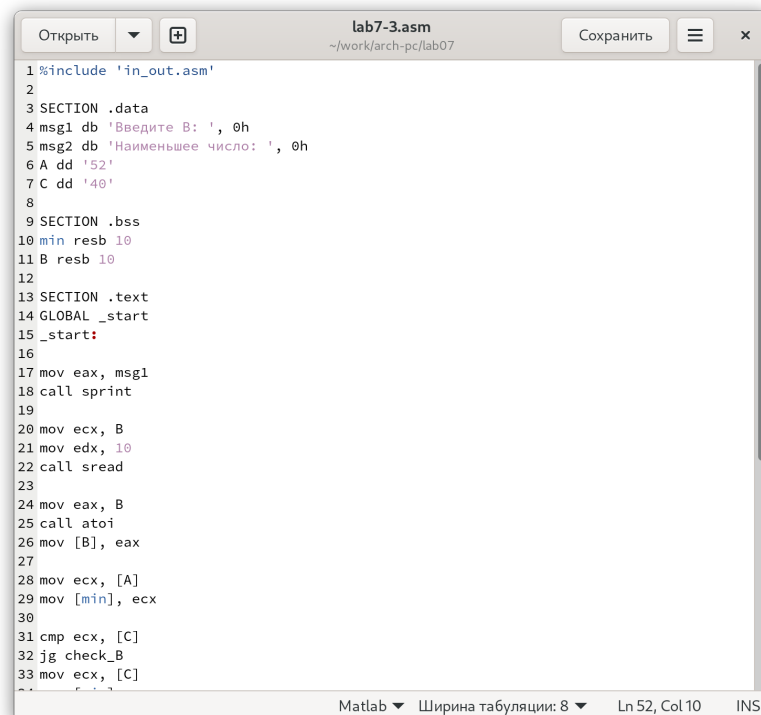 Открыть
lab7-3.asm
~/work/arch-pc/lab07
Сохранить
1 %include 'in_out.asm'
2
3 SECTION .data
4 msg1 db 'Введите B: ', 0h
5 msg2 db 'Наименьшее число: ', 0h
6 A dd '52'
7 C dd '40'
8
9 SECTION .bss
10 min resb 10
11 B resb 10
12
13 SECTION .text
14 GLOBAL _start
15 _start:
16
17 mov eax, msg1
18 call sprint
19
20 mov ecx, B
21 mov edx, 10
22 call sread
23
24 mov eax, B
25 call atoi
26 mov [B], eax
27
28 mov ecx, [A]
29 mov [min], ecx
30
31 cmp ecx, [C]
32 jg check_B
33 mov ecx, [C]
Matlab Ширина табуляции: 8 Ln 52, Col 10 INS